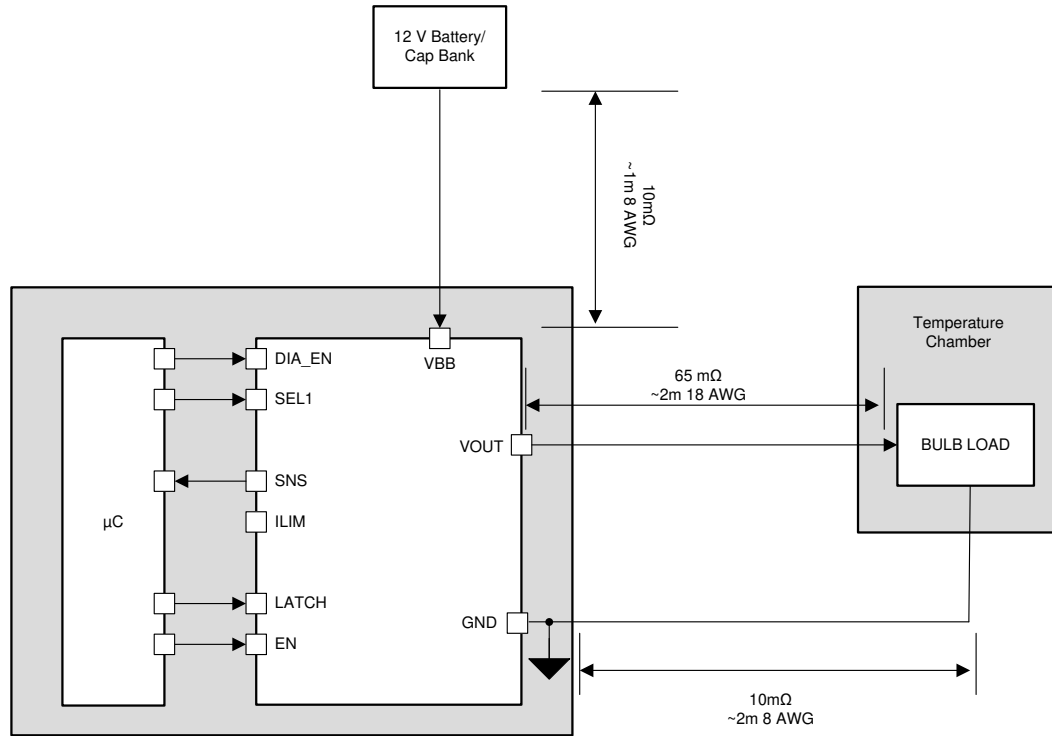 12 V Battery/
Cap Bank
10mΩ
~1m 8 AWG
Temperature
Chamber
DIA_EN
VBB
SEL1
65 mΩ
~2m 18 AWG
VOUT
BULB LOAD
SNS
µC
ILIM
LATCH
GND
EN
10mΩ
~2m 8 AWG